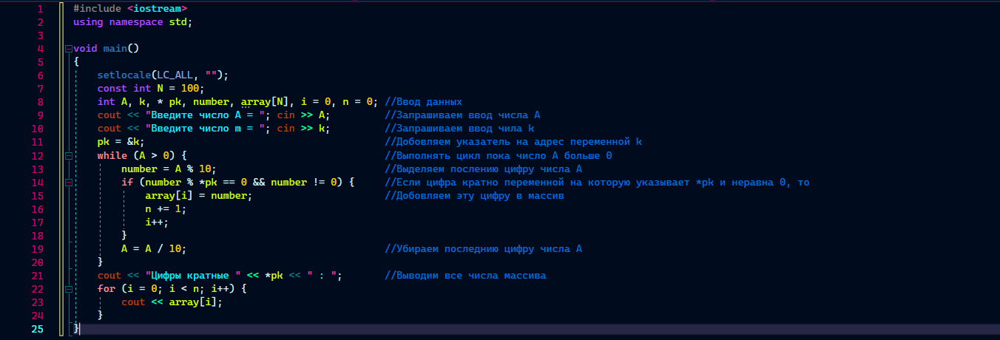 1 #include <iostream>
2 using namespace std;
3
4 void main()
5 {
6 setlocale(LC_ALL, "");
7 const int N = 100;
8 int A, k, * pk, number, array[N], i = 0, n = 0; //Ввод данных
9 cout << "Введите число A = "; cin >> A; //Запрашиваем ввод числа A
10 cout << "Введите число m = "; cin >> k; //Запрашиваем ввод чила k
11 pk = &k; //Добовляем указатель на адрес переменной k
12 while (A > 0) { //Выполнять цикл пока число A больше 0
13 number = A % 10; //Выделяем послению цифру числа A
14 if (number % *pk == 0 && number != 0) { //Если цифра кратно переменной на которую указывает *pk и неравна 0, то
15 array[i] = number; //Добовляем эту цифру в массив
16 n += 1;
17 i++;
18 }
19 A = A / 10; //Убираем последнию цифру числа A
20 }
21 cout << "Цифры кратные " << *pk << " : "; //Выводим все числа массива
22 for (i = 0; i < n; i++) {
23 cout << array[i];
24 }
25 }